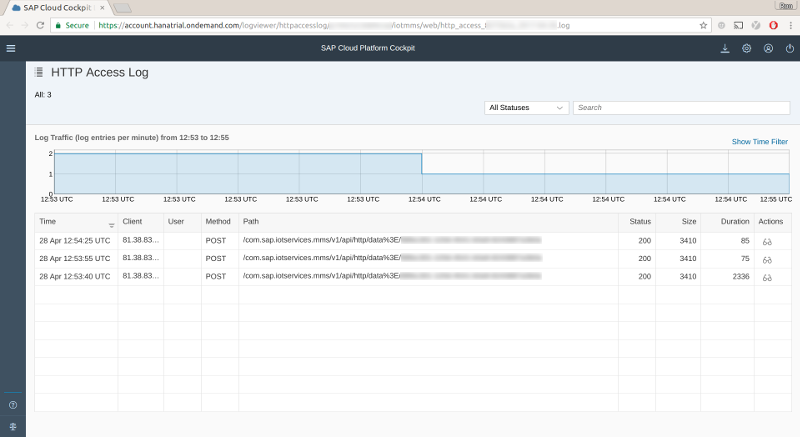 SAP Cloud Cockpit
Secure
https://account.hanatrial.ondemand.com/logviewer/httpaccesslog/ iotmms/web/http_access_ .log
SAP Cloud Platform Cockpit
HTTP Access Log
All: 3
All Statuses
Search
Log Traffic (log entries per minute) from 12:53 to 12:55
Show Time Filter
2
1
0
12:53 UTC 12:53 UTC 12:53 UTC 12:53 UTC 12:53 UTC 12:53 UTC 12:54 UTC 12:54 UTC 12:54 UTC 12:54 UTC 12:54 UTC 12:54 UTC 12:55 UTC
Time Client User Method Path Status Size Duration Actions
28 Apr 12:54:25 UTC 81.38.83... POST /com.sap.iotservices.mms/v1/api/http/data%3E/ 200 3410 85
28 Apr 12:53:55 UTC 81.38.83... POST /com.sap.iotservices.mms/v1/api/http/data%3E/ 200 3410 75
28 Apr 12:53:40 UTC 81.38.83... POST /com.sap.iotservices.mms/v1/api/http/data%3E/ 200 3410 2336